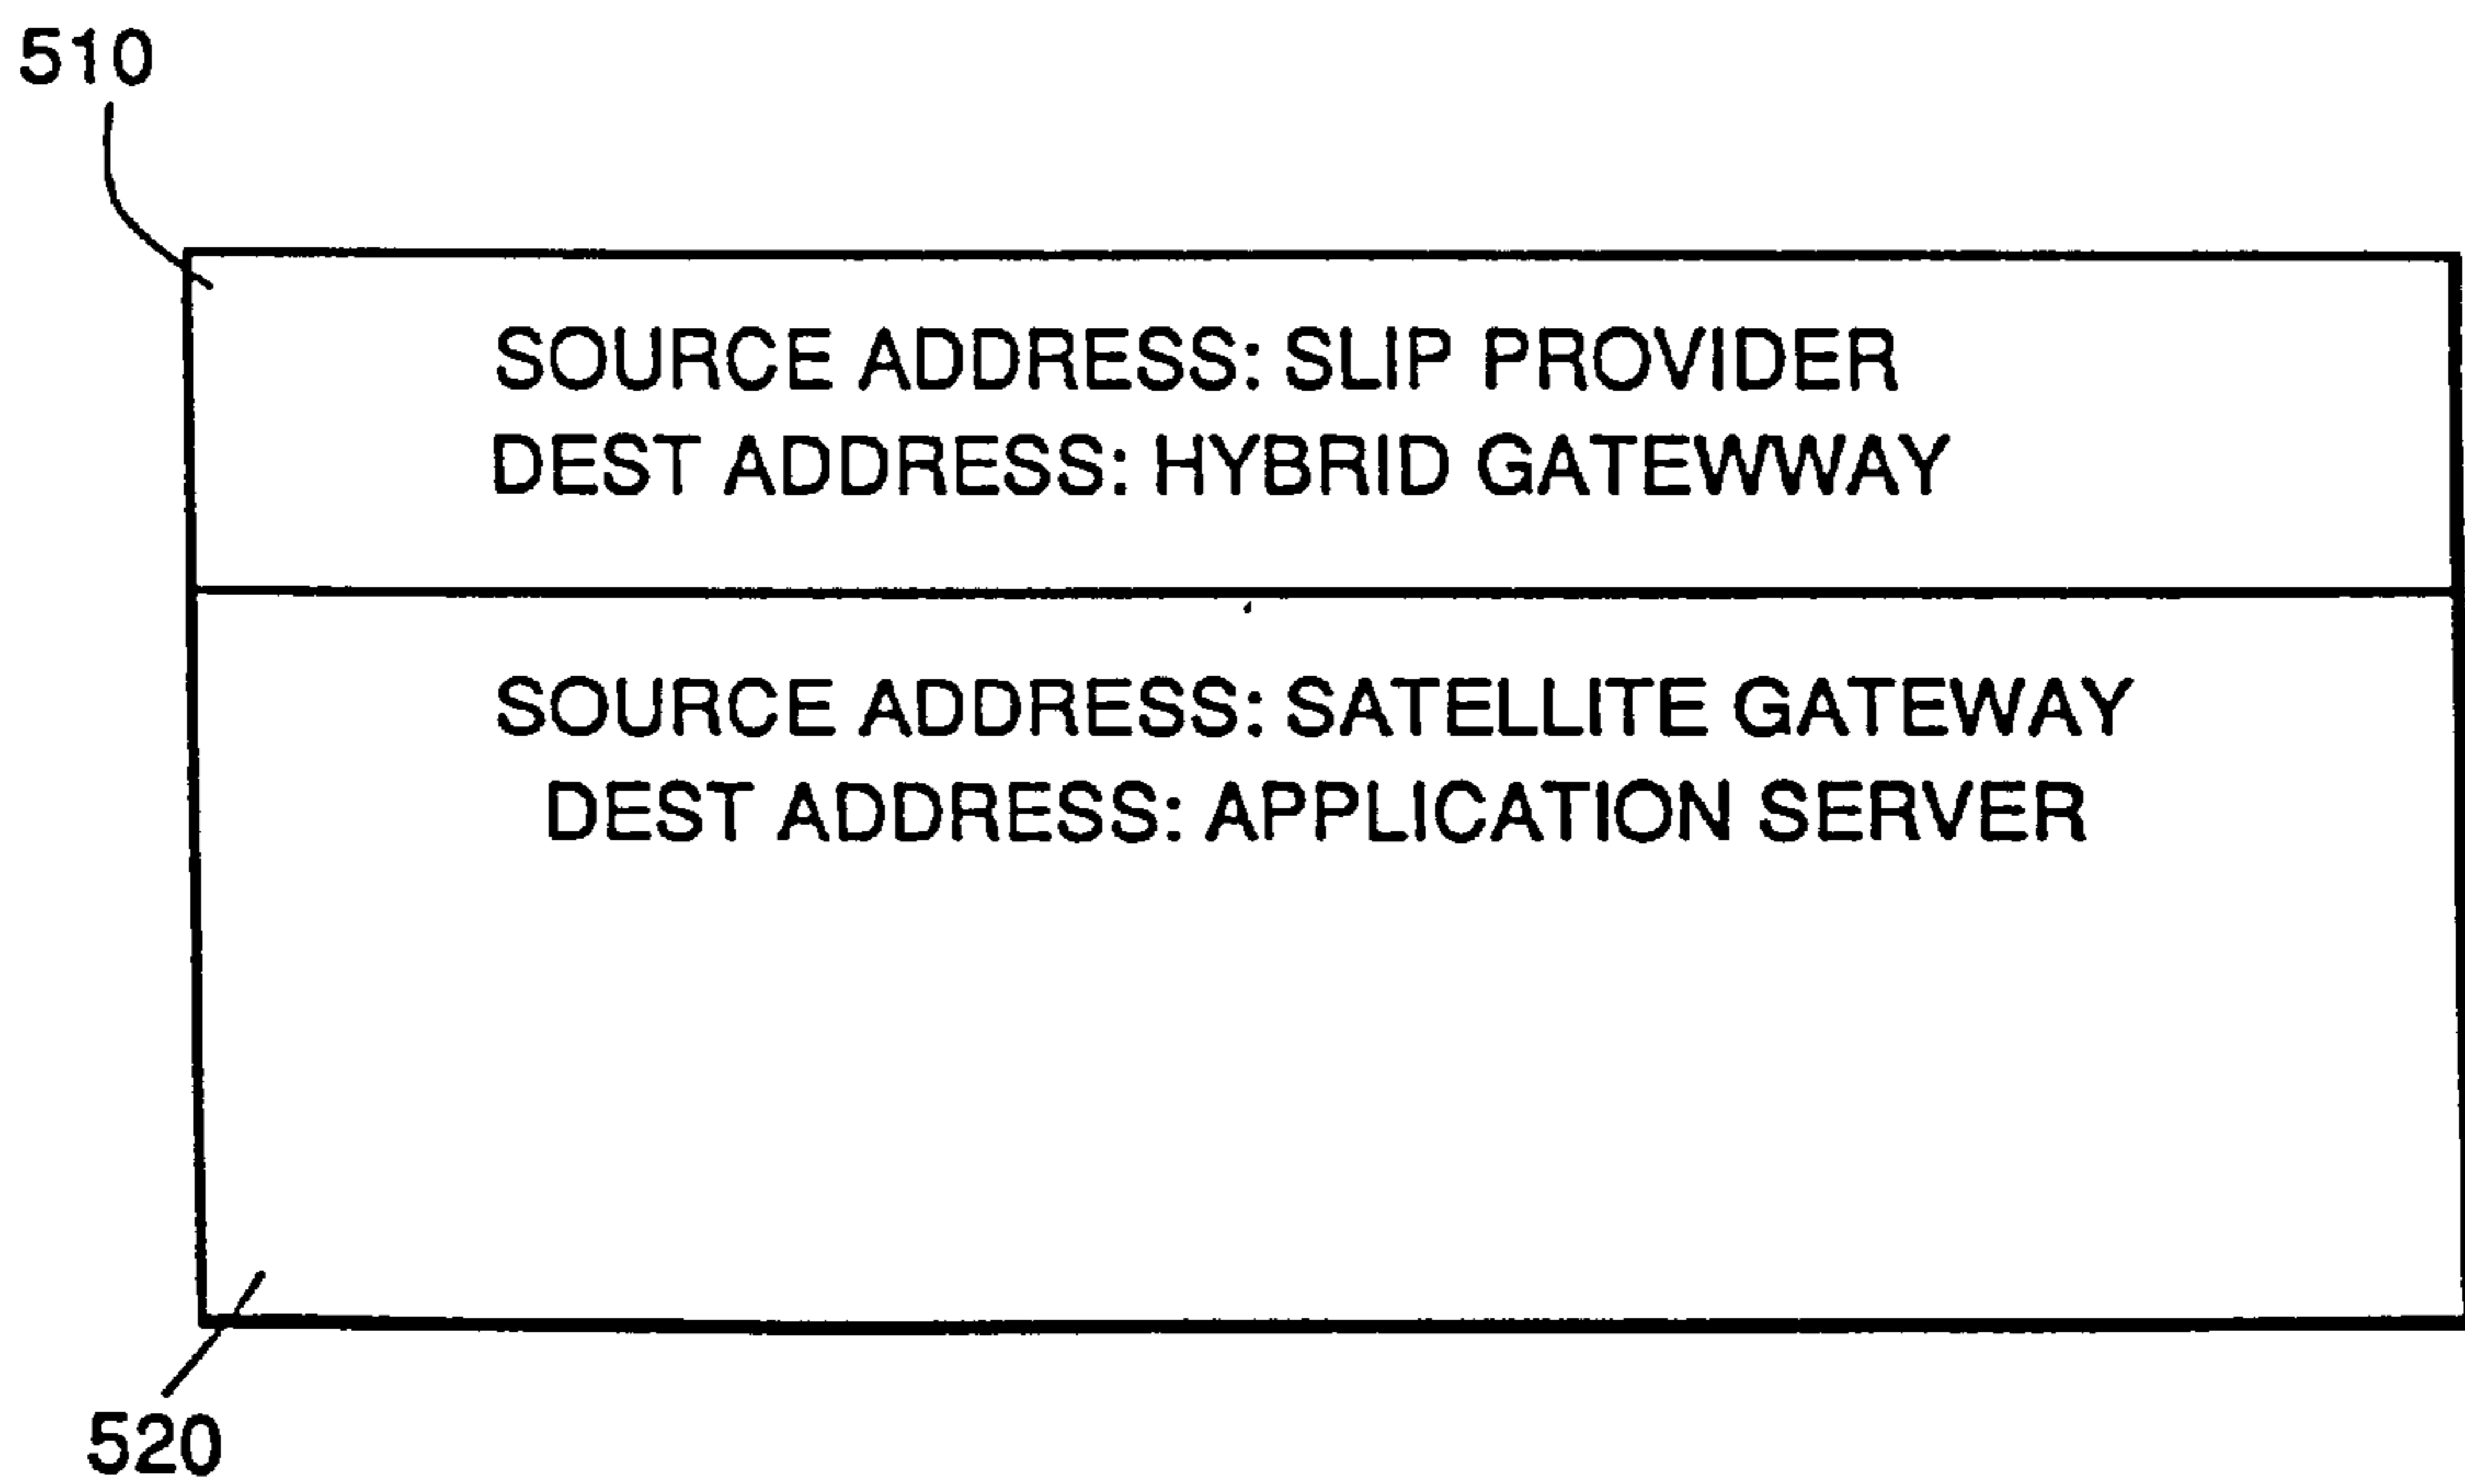 510
SOURCE ADDRESS: SLIP PROVIDER
DEST ADDRESS: HYBRID GATEWWAY
SOURCE ADDRESS: SATELLITE GATEWAY
DEST ADDRESS: APPLICATION SERVER
520